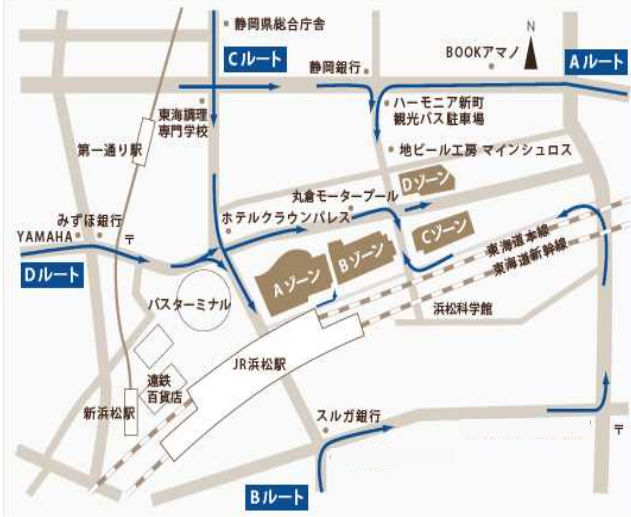 静岡県総合庁舎
N
Cルート
静岡銀行
BOOKアマノ
Aルート
東海調理
専門学校
ハーモニア新町
観光バス駐車場
第一通り駅
地ビール工房 マインシュロス
Dゾーン
丸倉モータープール
みずほ銀行
ホテルクラウンパレス
YAMAHA
〒
Cゾーン
東海道本線
東海道新幹線
Dルート
Aゾーン
Bゾーン
バスターミナル
浜松科学館
JR浜松駅
遠鉄
百貨店
新浜松駅
スルガ銀行
〒
Bルート